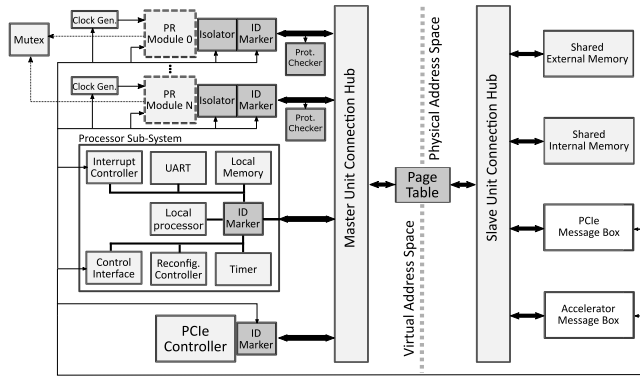 Clock Gen.
Mutex
PR
Module 0
Isolator
ID
Marker
Prot.
Checker
Clock Gen.
PR
Module N
Isolator
ID
Marker
Prot.
Checker
Processor Sub-System
Interrupt
Controller
UART
Local
Memory
Local
processor
ID
Marker
Control
Interface
Reconfig.
Controller
Timer
PCIe
Controller
ID
Marker
Master Unit Connection Hub
Physical Address Space
Page
Table
Virtual Address Space
Slave Unit Connection Hub
Shared
External Memory
Shared
Internal Memory
PCIe
Message Box
Accelerator
Message Box